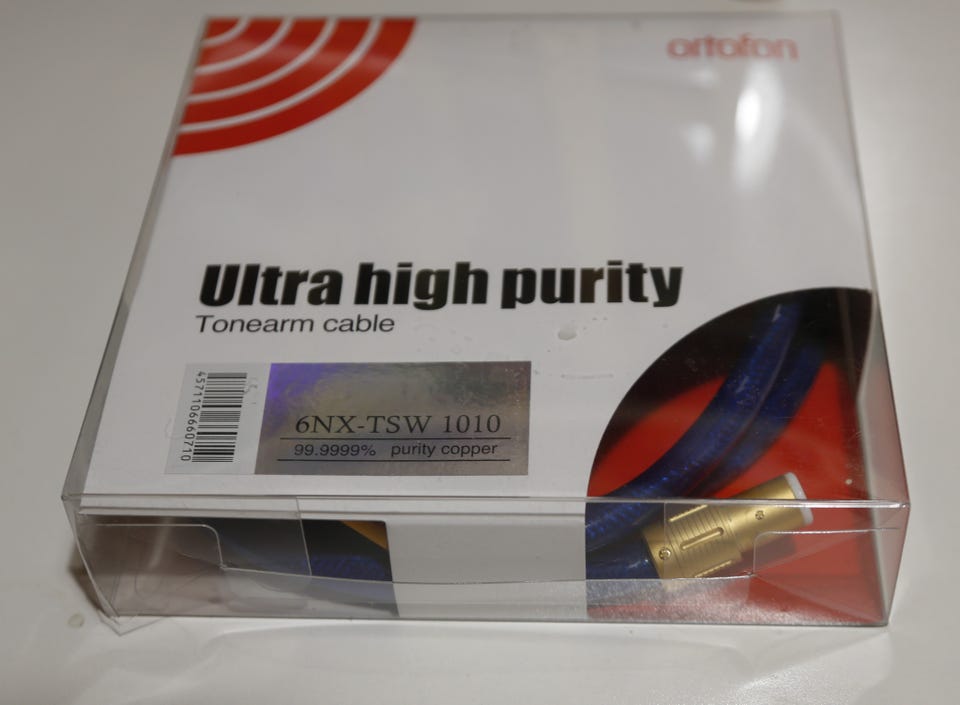 ortofon
Ultra high purity
Tonearm cable
4571106660710
6NX-TSW 1010
99.9999% purity copper